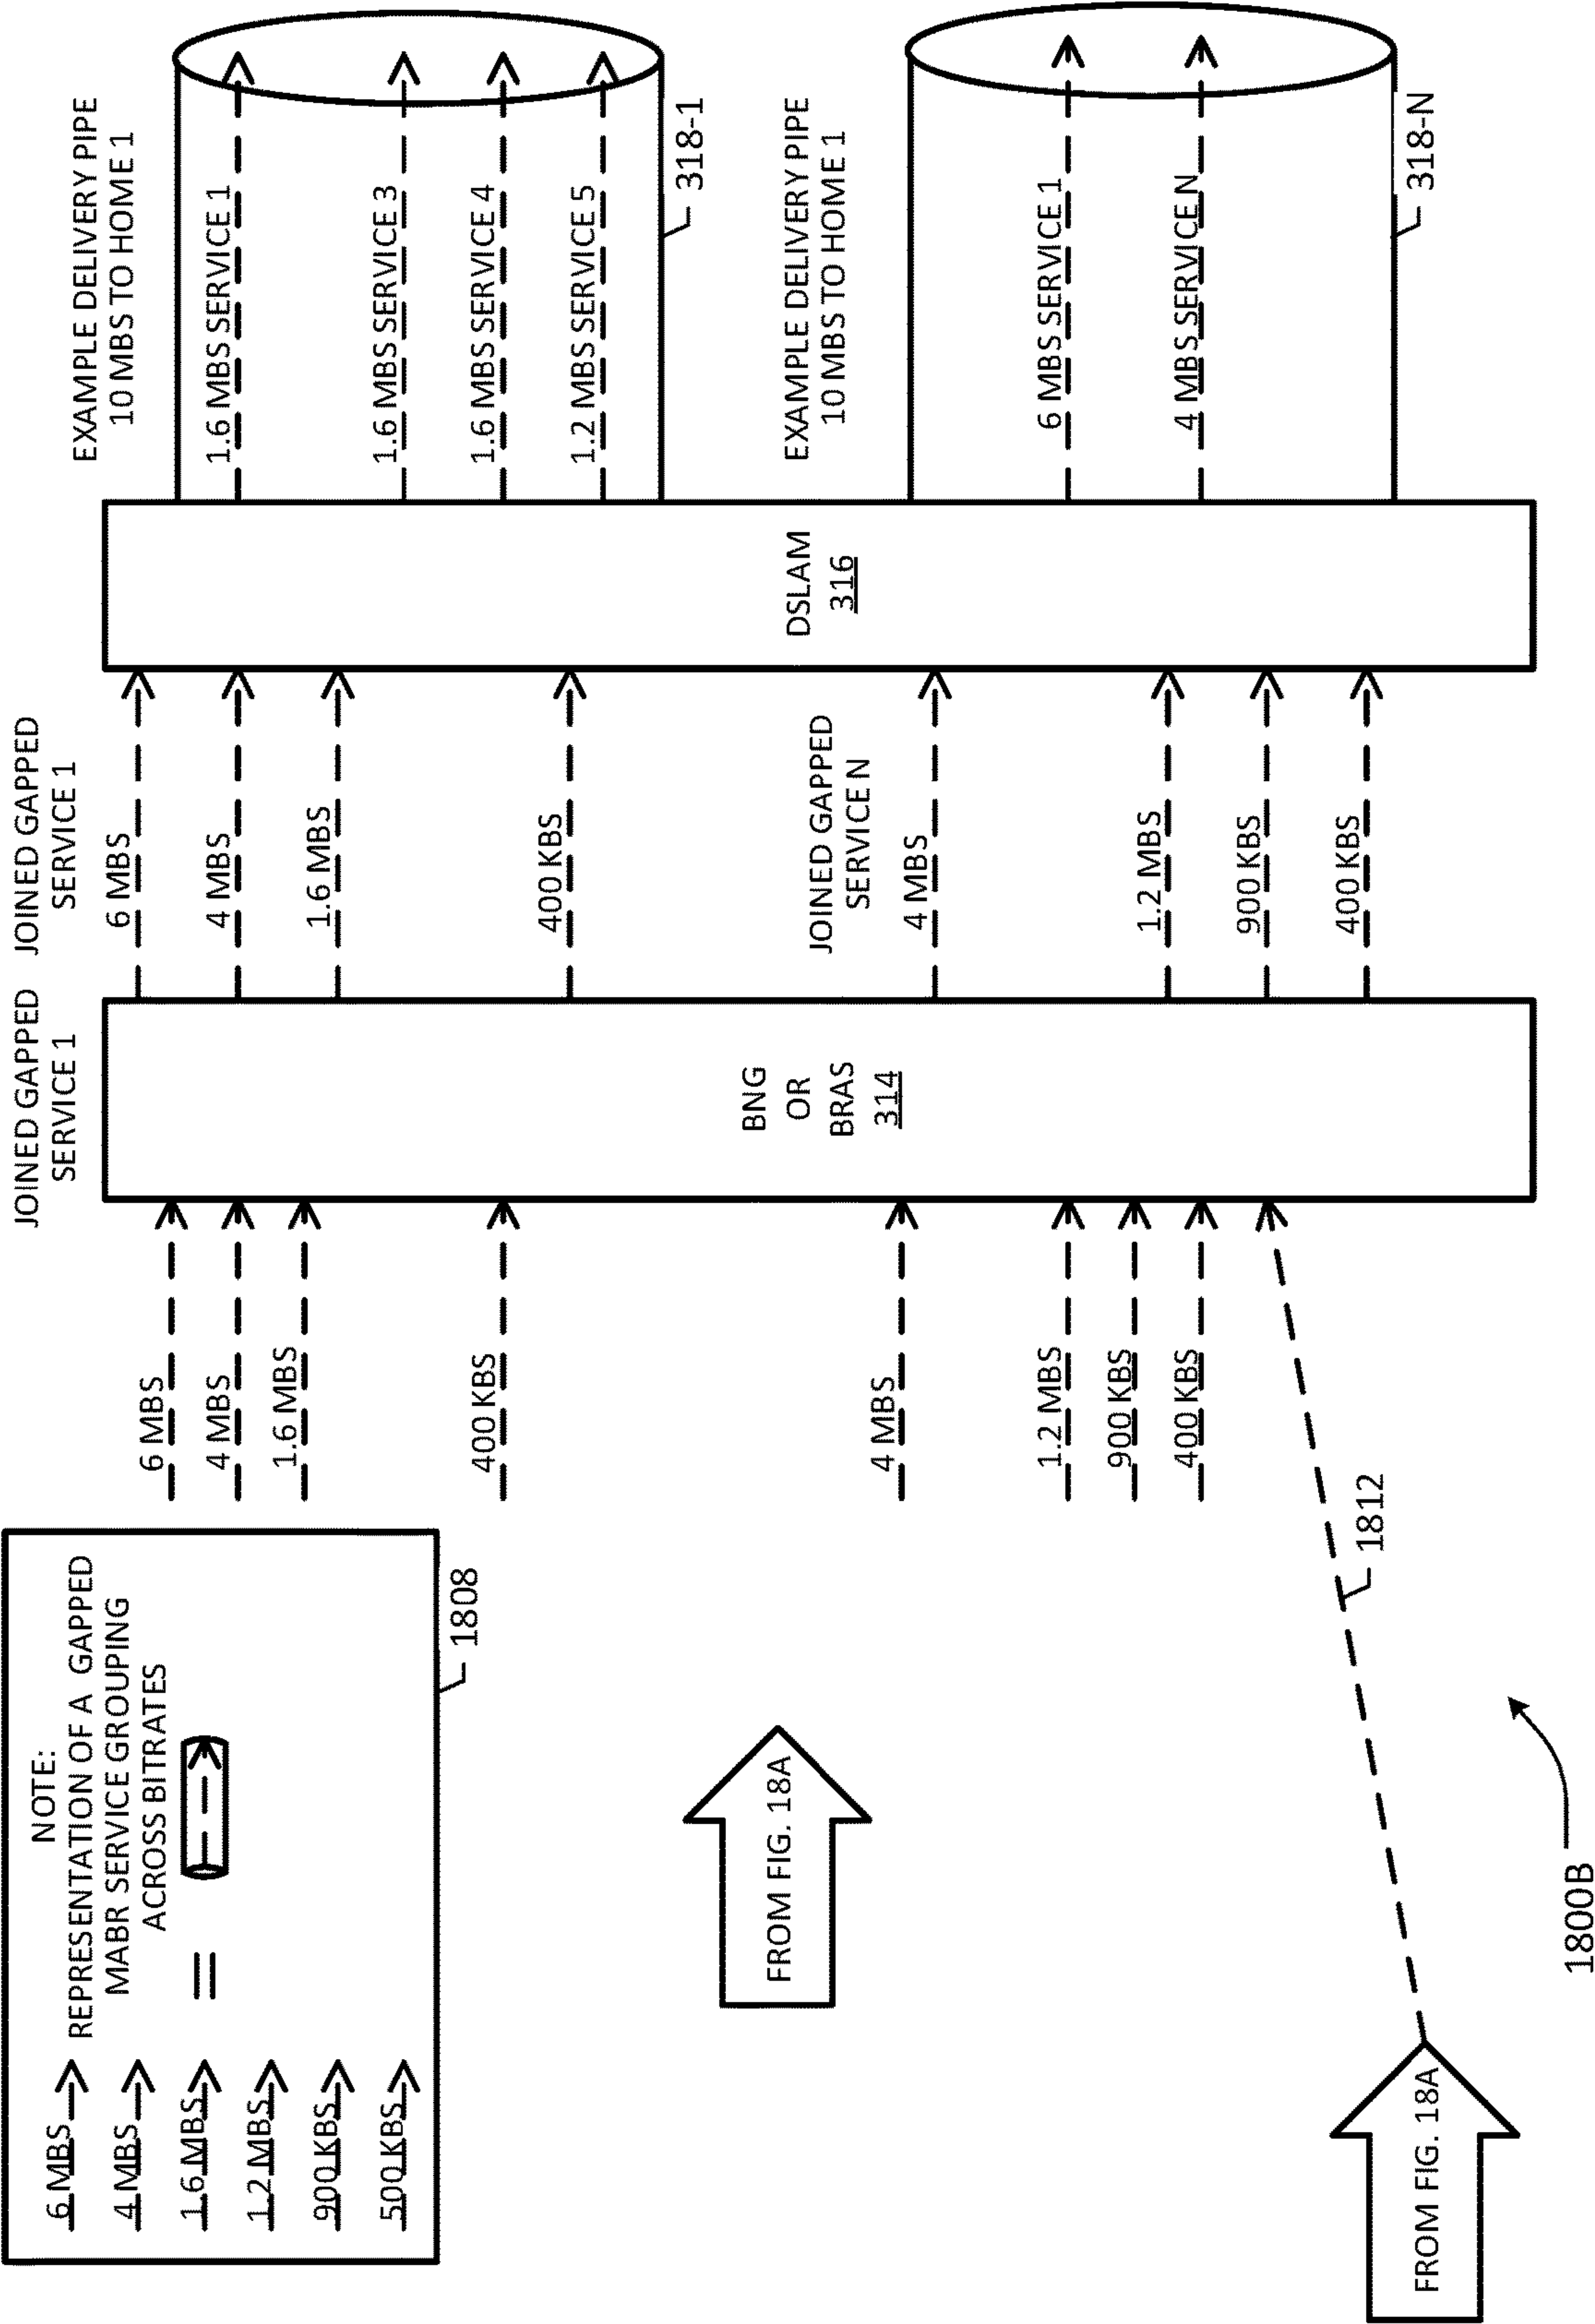 NOTE:
REPRESENTATION OF A GAPPED
MABR SERVICE GROUPING
ACROSS BITRATES
6 MBS
4 MBS
1.6 MBS
1.2 MBS
900 KBS
500 KBS
=
1808
FROM FIG. 18A
FROM FIG. 18A
1812
1800B
6 MBS
4 MBS
1.6 MBS
400 KBS
4 MBS
1.2 MBS
900 KBS
400 KBS
JOINED GAPPED
SERVICE 1
BNG
OR
BRAS
314
JOINED GAPPED
SERVICE 1
6 MBS
4 MBS
1.6 MBS
400 KBS
JOINED GAPPED
SERVICE N
4 MBS
1.2 MBS
900 KBS
400 KBS
DSLAM
316
EXAMPLE DELIVERY PIPE
10 MBS TO HOME 1
1.6 MBS SERVICE 1
1.6 MBS SERVICE 3
1.6 MBS SERVICE 4
1.2 MBS SERVICE 5
318-1
EXAMPLE DELIVERY PIPE
10 MBS TO HOME 1
6 MBS SERVICE 1
4 MBS SERVICE N
318-N